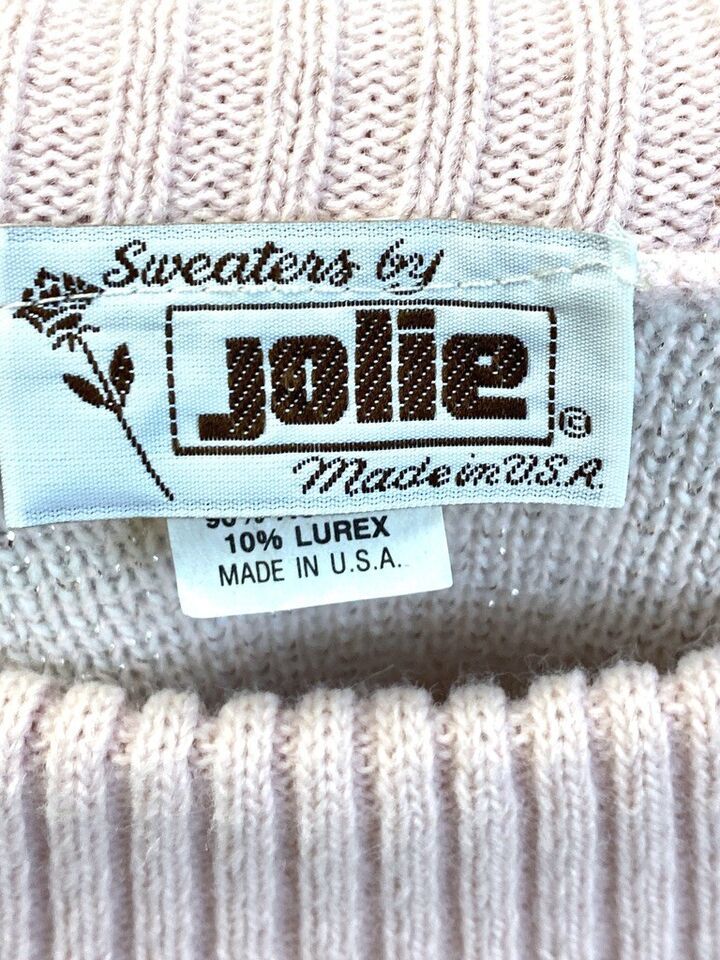 Sweaters by
Jolie ©
Made in U.S.A.
10% LUREX
MADE IN U.S.A.